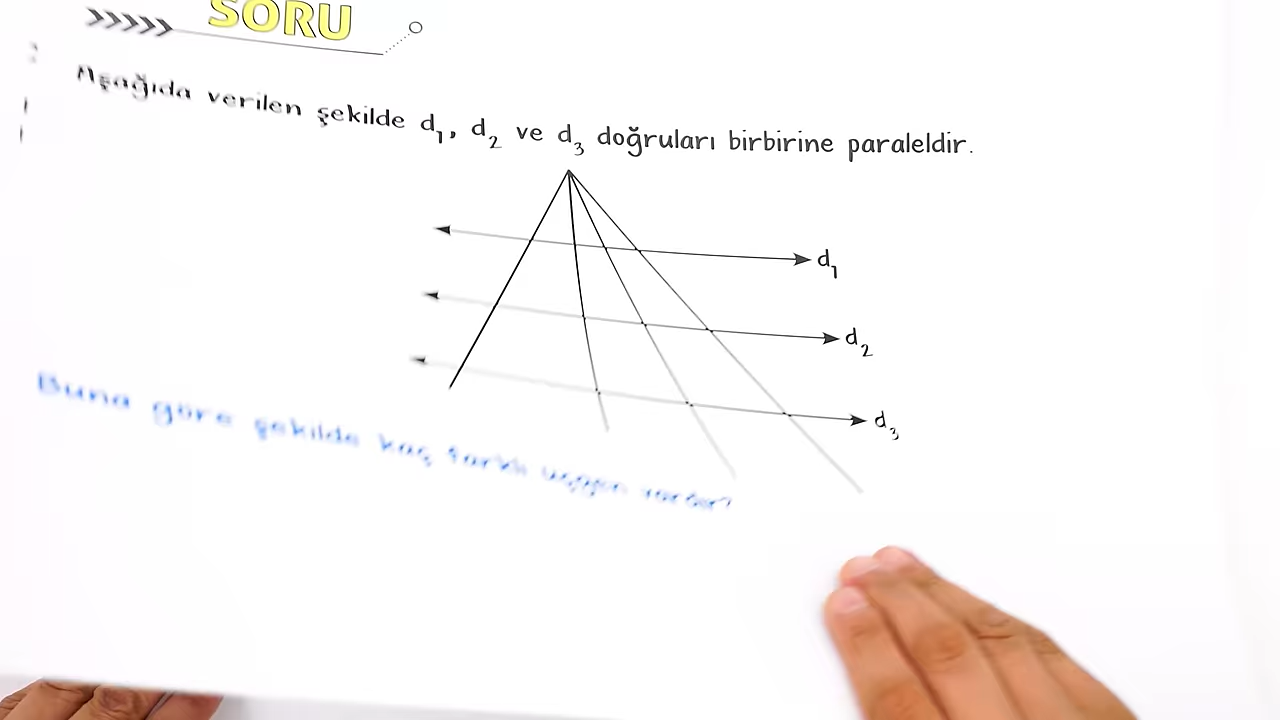 SORU
Aşağıda verilen şekilde d₁, d₂ ve d₃ doğruları birbirine paraleldir.
d₁
d₂
d₃
Buna göre şekilde kaç farklı üçgen vardır?